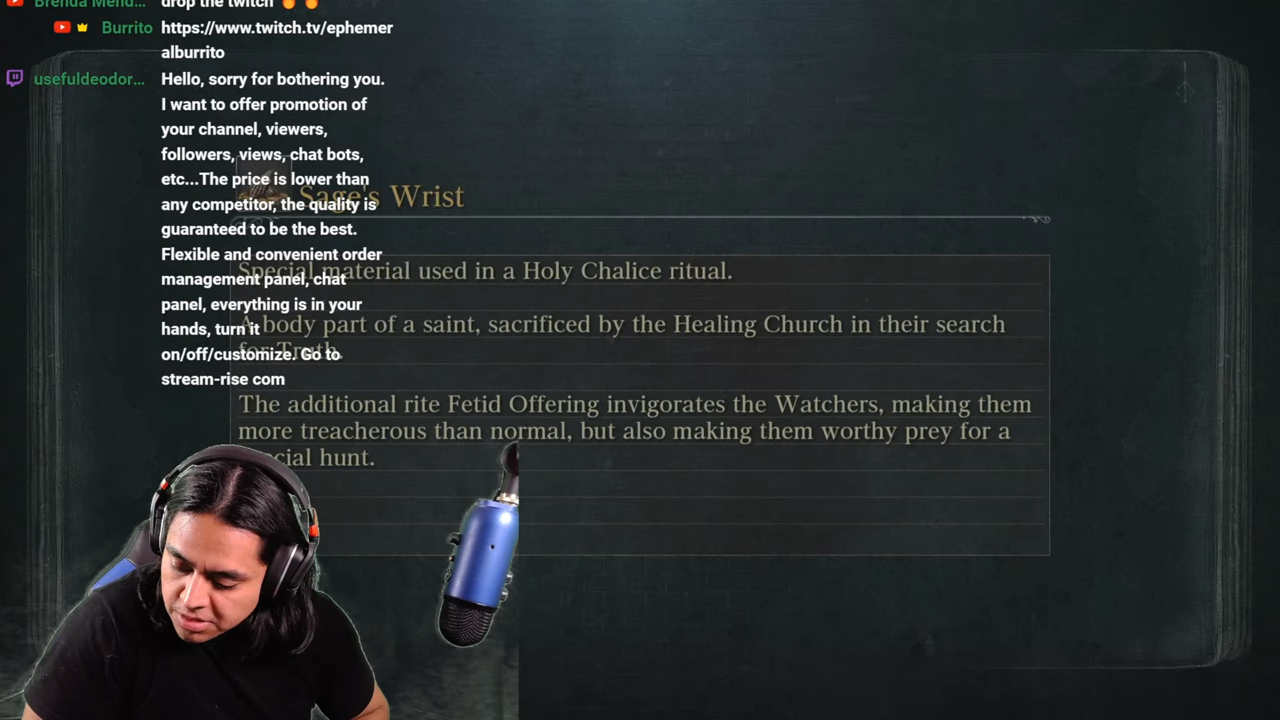 Brenda Mend...
drop the twitch 🔥 🔥
Burrito
https://www.twitch.tv/ephemer
alburrito
usefuldeodor...
Hello, sorry for bothering you.
I want to offer promotion of
your channel, viewers,
followers, views, chat bots,
etc...The price is lower than
any competitor, the quality is
guaranteed to be the best.
Flexible and convenient order
management panel, chat
panel, everything is in your
hands, turn it
on/off/customize. Go to
stream-rise com
Sage's Wrist
Special material used in a Holy Chalice ritual.
A body part of a saint, sacrificed by the Healing Church in their search
for Truth.
The additional rite Fetid Offering invigorates the Watchers, making them
more treacherous than normal, but also making them worthy prey for a
hunt.